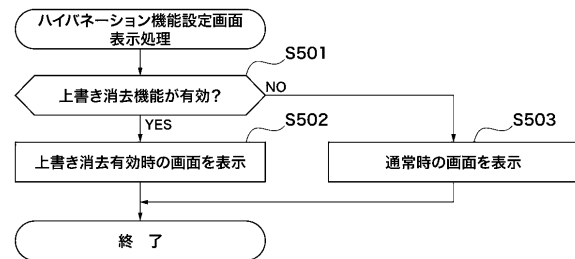 ハイバネーション機能設定画面
表示処理
S501
上書き消去機能が有効?
NO
YES
S502
S503
上書き消去有効時の画面を表示
通常時の画面を表示
終 了